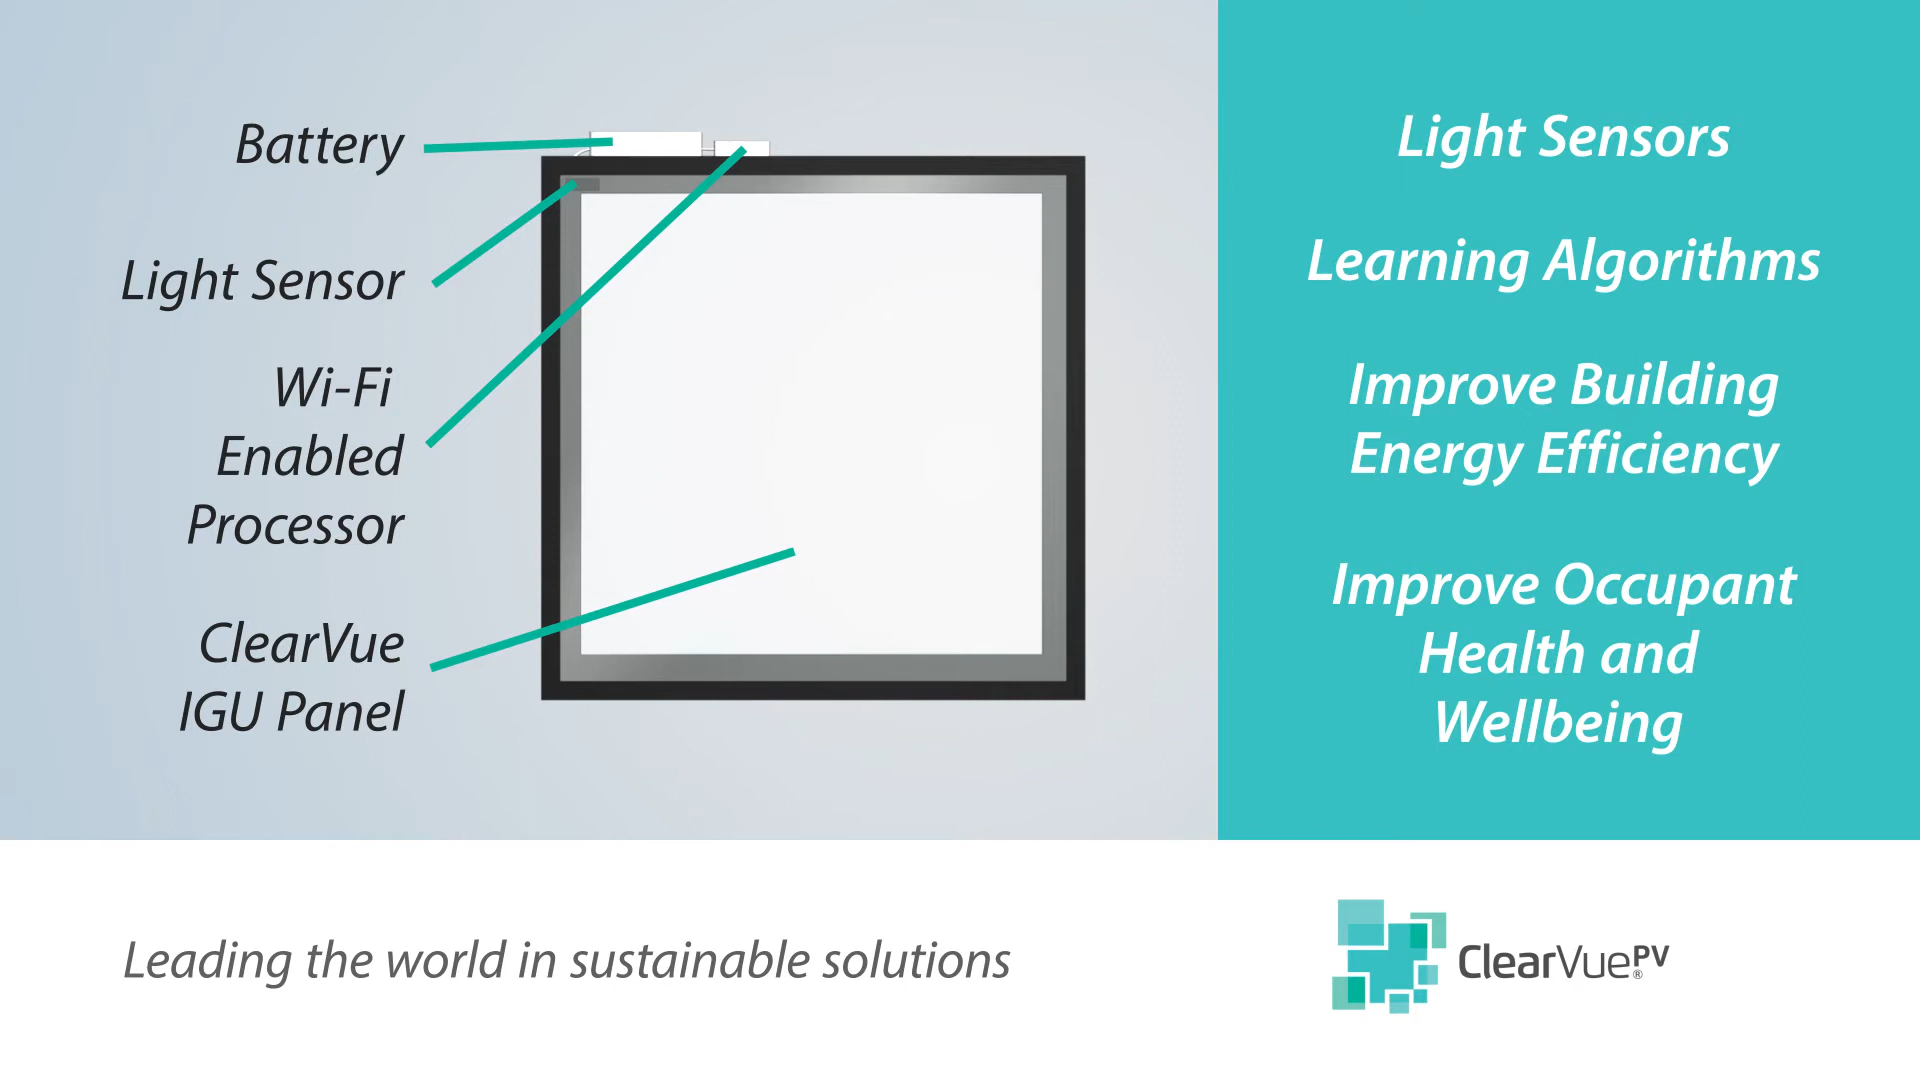 Battery
Light Sensor
Wi-Fi
Enabled
Processor
ClearVue
IGU Panel
Light Sensors
Learning Algorithms
Improve Building
Energy Efficiency
Improve Occupant
Health and
Wellbeing
Leading the world in sustainable solutions
ClearVuePV®